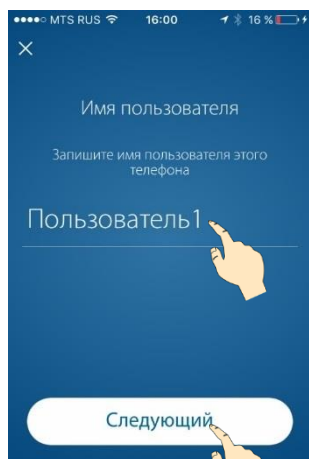 ●●●●○ MTS RUS 16:00 16 %
×
Имя пользователя
Запишите имя пользователя этого
телефона
Пользователь1
Следующий